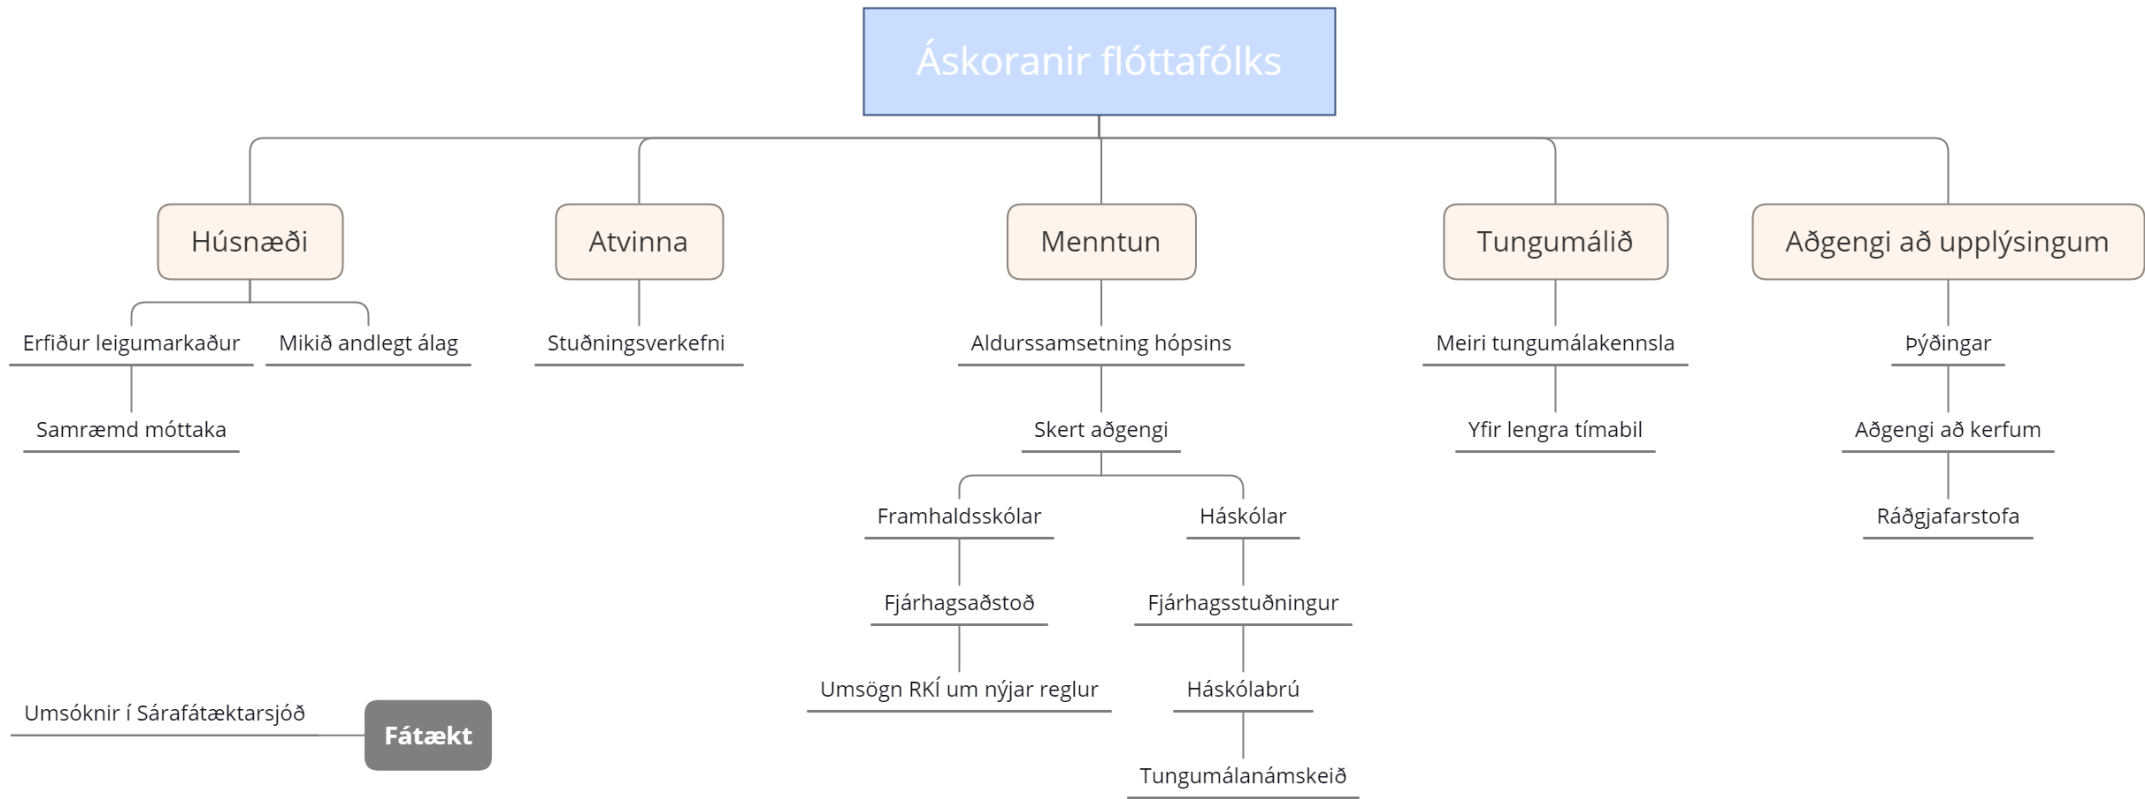 Áskoranir flóttafólks
Húsnæði
Atvinna
Menntun
Tungumálið
Aðgengi að upplýsingum
Erfiður leigumarkaður
Mikið andlegt álag
Stuðningsverkefni
Aldurssamsetning hópsins
Meiri tungumálakennsla
Þýðingar
Samræmd móttaka
Skert aðgengi
Yfir lengra tímabil
Aðgengi að kerfum
Framhaldsskólar
Háskólar
Ráðgjafarstofa
Fjárhagsaðstoð
Fjárhagsstuðningur
Umsögn RKÍ um nýjar reglur
Háskólabrú
Umsóknir í Sárafátæktarsjóð
Fátækt
Tungumálanámskeið